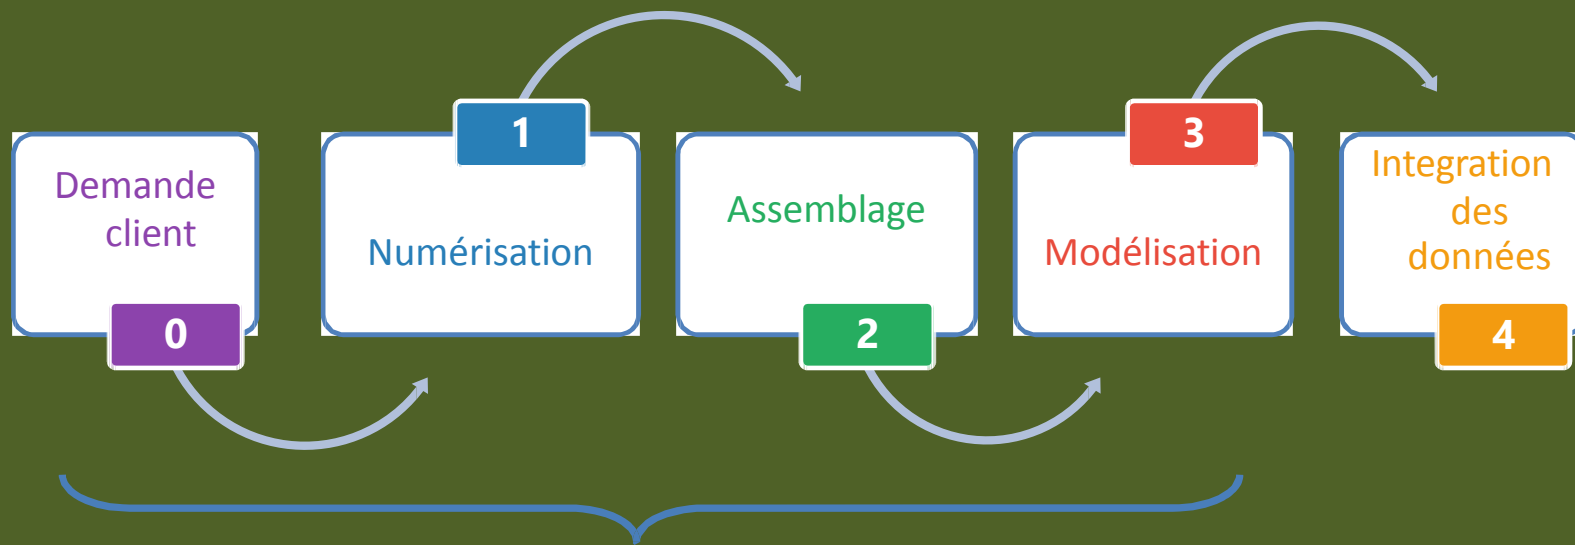 Demande
client
0
1
Numérisation
Assemblage
2
3
Modélisation
Integration
des
données
4